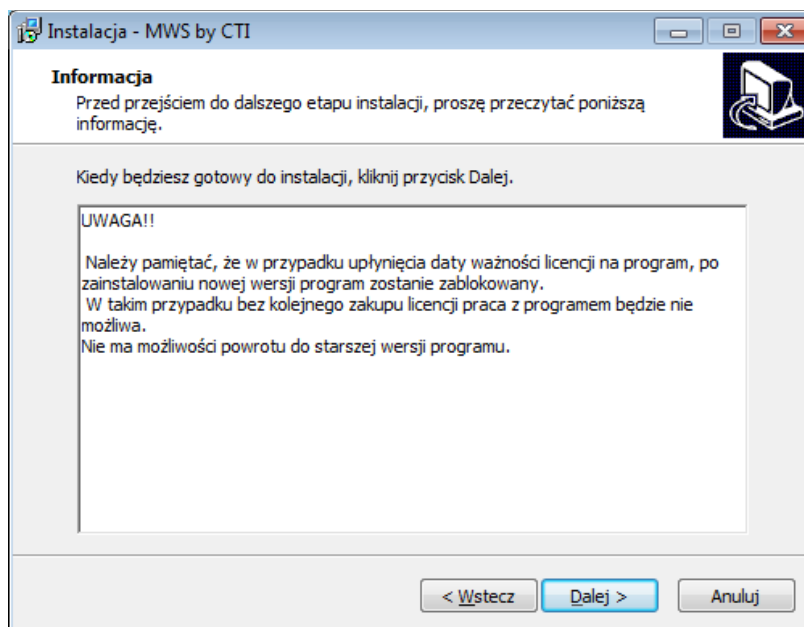 Instalacja - MWS by CTI
Informacja
Przed przejściem do dalszego etapu instalacji, proszę przeczytać poniższą
informację.
Kiedy będziesz gotowy do instalacji, kliknij przycisk Dalej.
UWAGA!!
Należy pamiętać, że w przypadku upłynięcia daty ważności licencji na program, po
zainstalowaniu nowej wersji program zostanie zablokowany.
W takim przypadku bez kolejnego zakupu licencji praca z programem będzie nie
możliwa.
Nie ma możliwości powrotu do starszej wersji programu.
< Wstecz
Dalej >
Anuluj